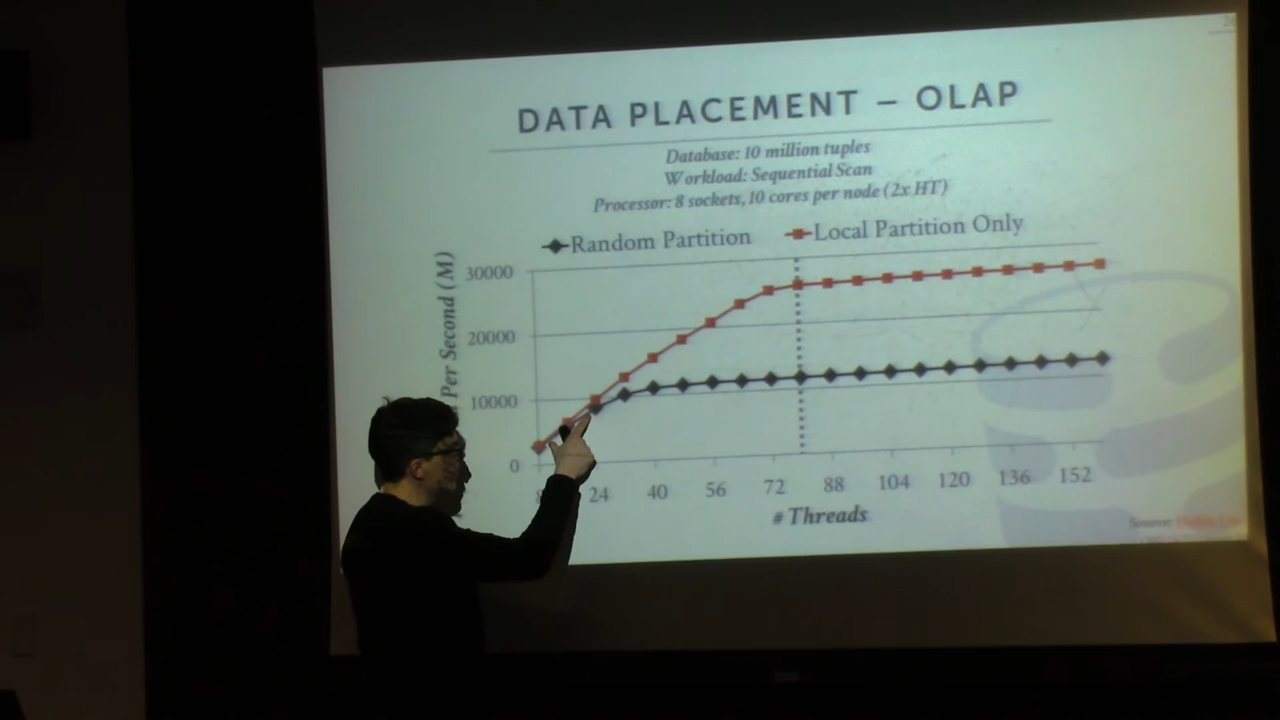 DATA PLACEMENT – OLAP
Database: 10 million tuples
Workload: Sequential Scan
Processor: 8 sockets, 10 cores per node (2x HT)
Random Partition
Local Partition Only
Per Second (M)
30000
20000
10000
0
24 40 56 72 88 104 120 136 152
# Threads
Source: